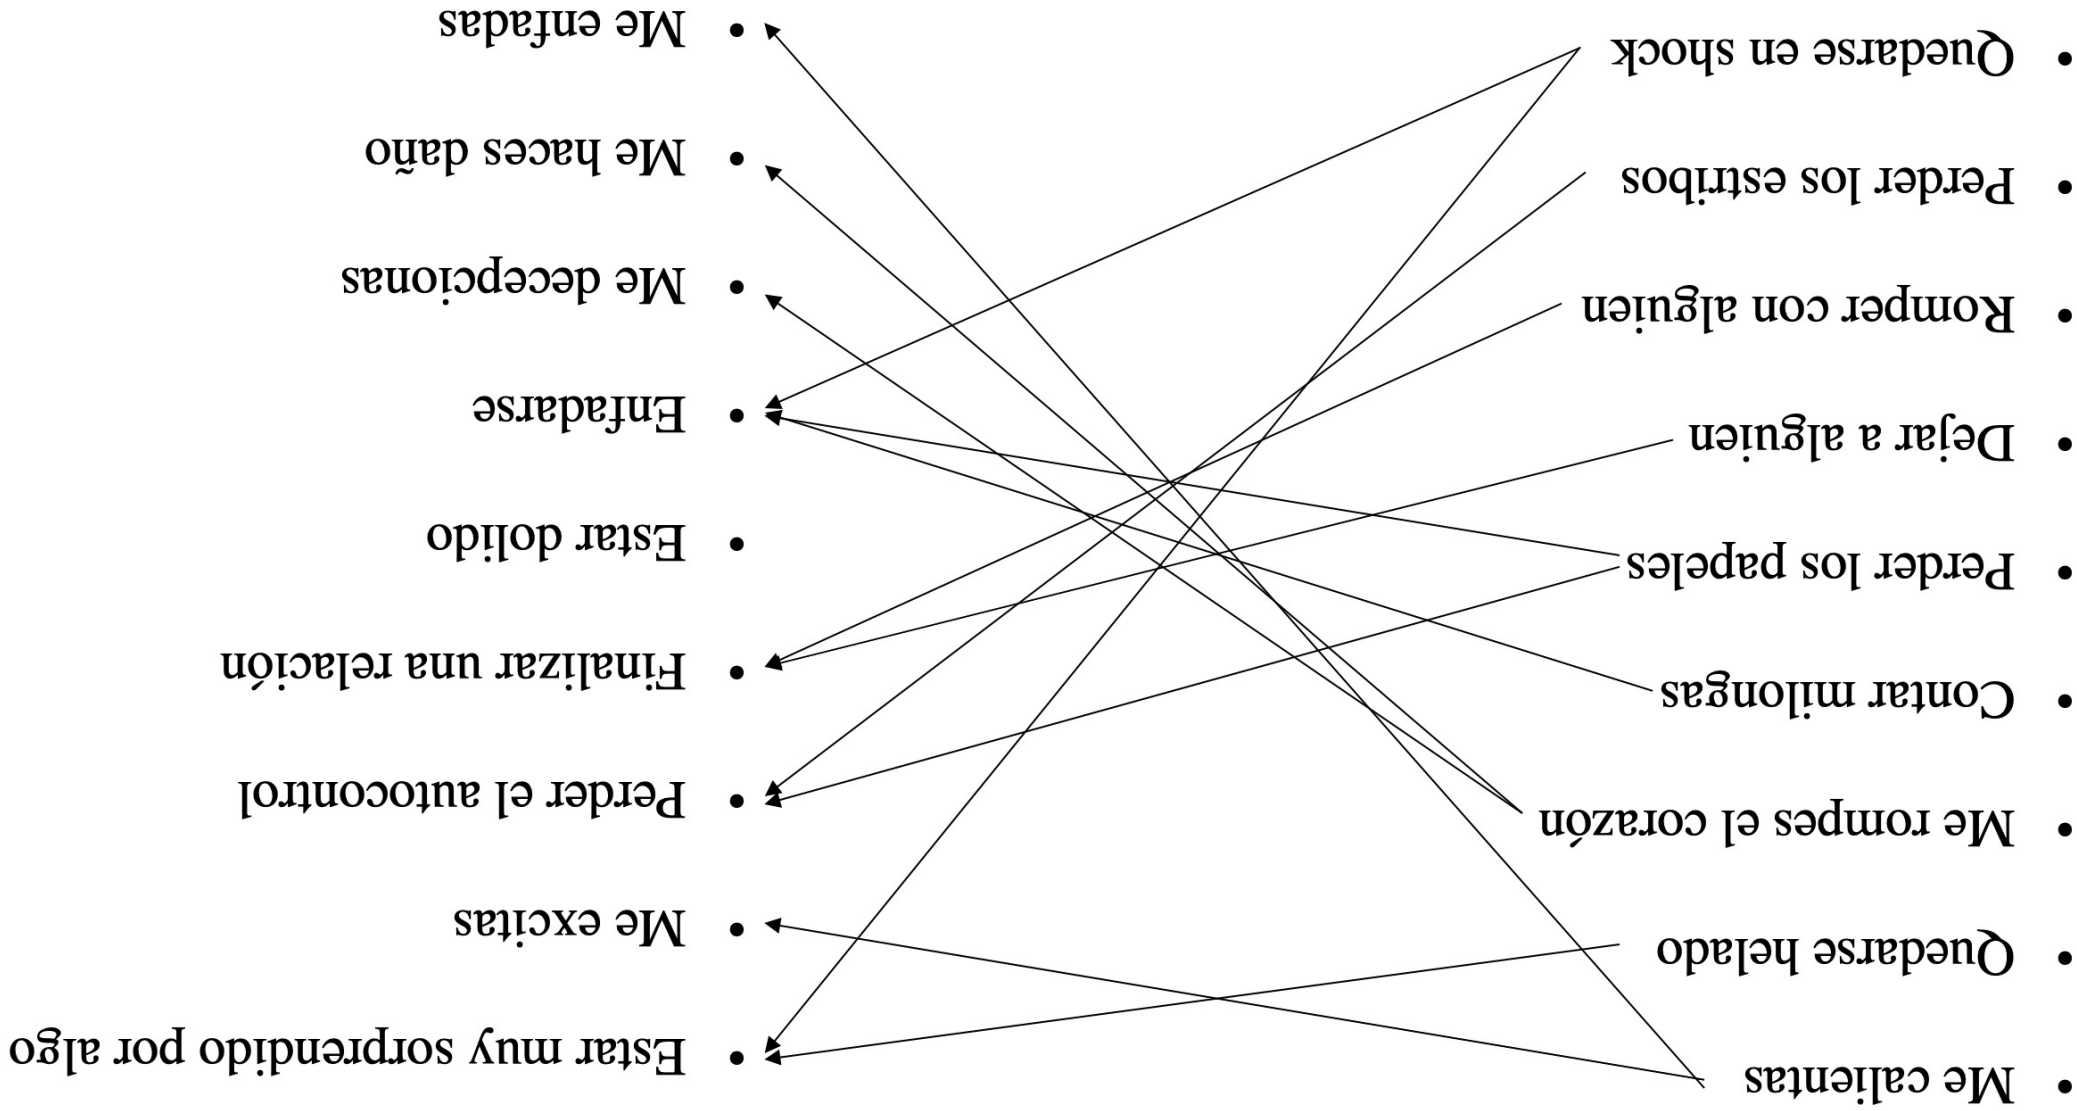 • Me calientas
• Quedarse helado
• Me rompes el corazón
• Contar milongas
• Perder los papeles
• Dejar a alguien
• Romper con alguien
• Perder los estribos
• Quedarse en shock
• Estar muy sorprendido por algo
• Me excitas
• Perder el autocontrol
• Finalizar una relación
• Estar dolido
• Enfadarse
• Me decepcionas
• Me haces daño
• Me enfadas